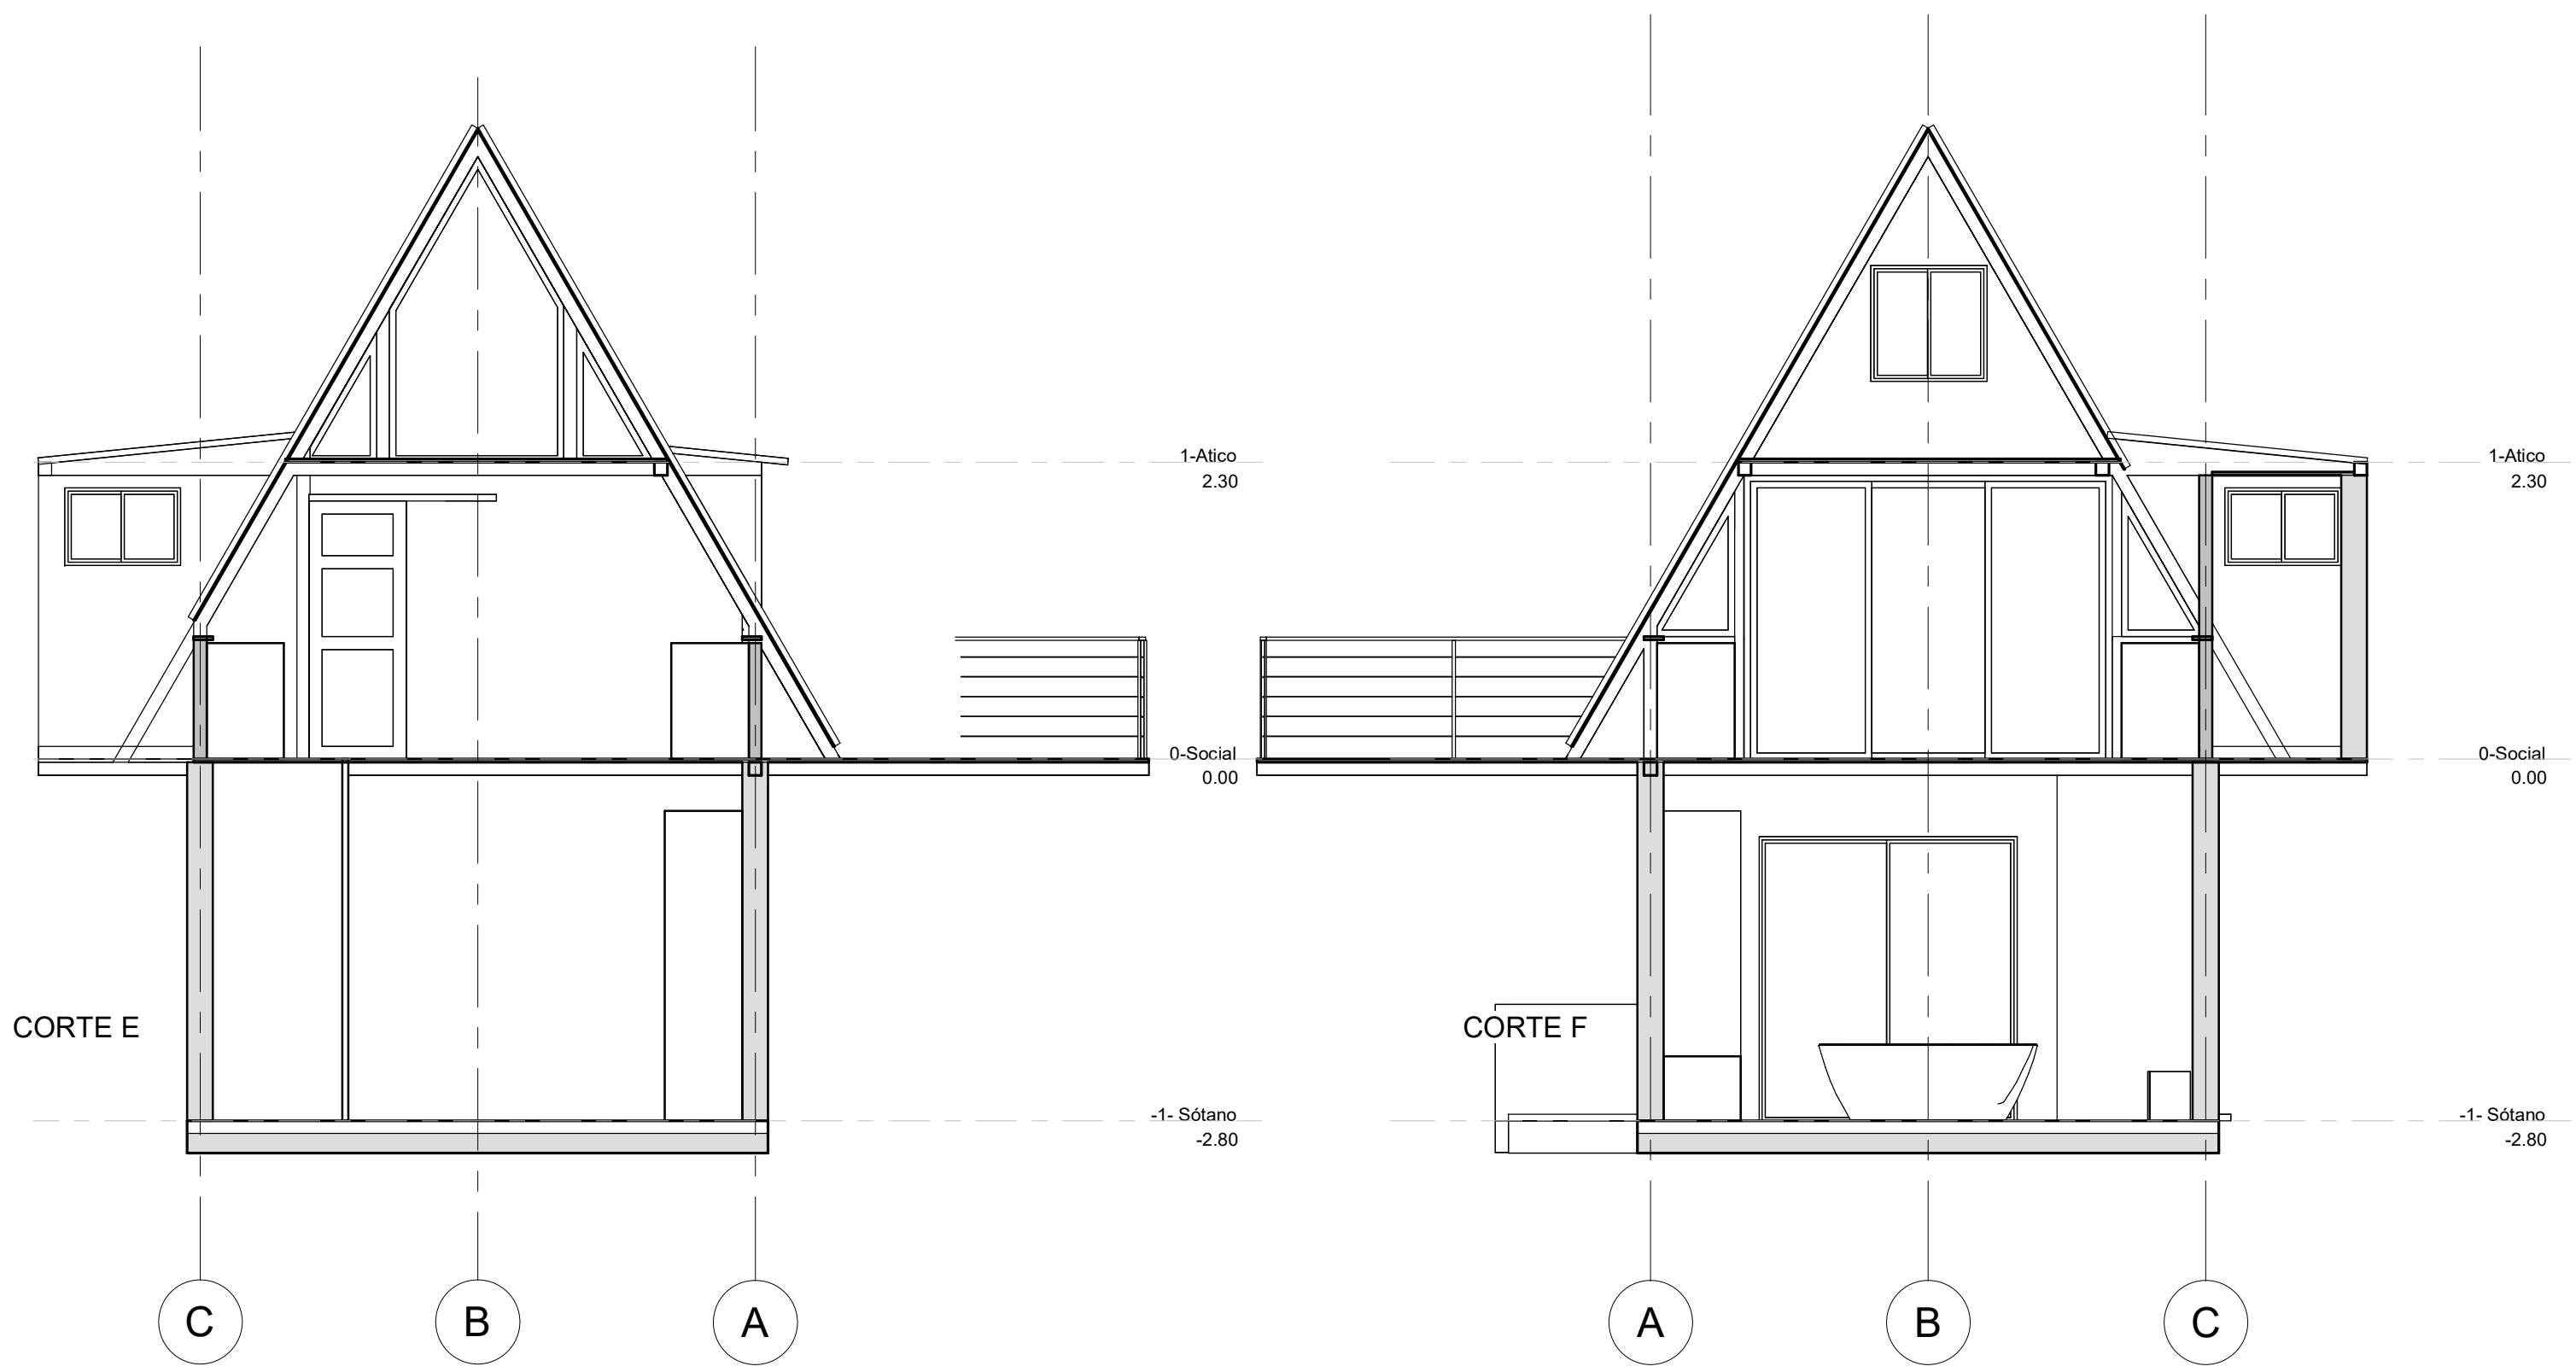 1-Atico
2.30
0-Social
0.00
CORTE E
-1- Sótano
-2.80
C
B
A
1-Atico
2.30
0-Social
0.00
CORTE F
-1- Sótano
-2.80
A
B
C